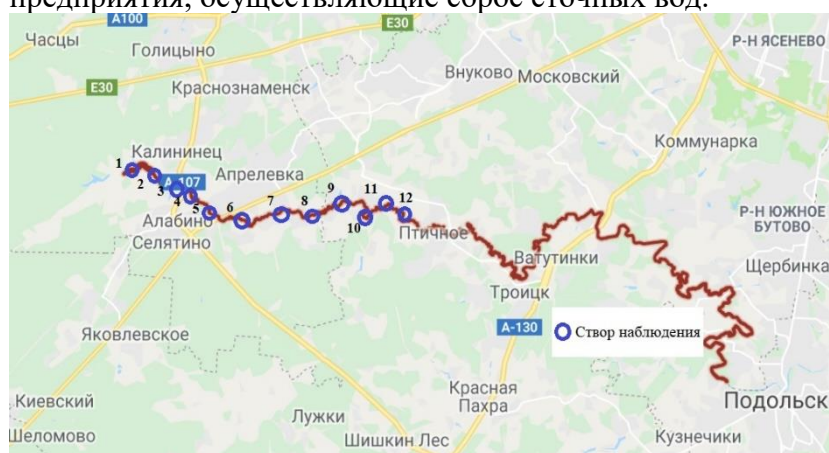 предприятия, осуществляющие сброс сточных вод.
А100
E30
Часцы
Голицыно
Р-Н ЯСЕНЕВО
E30
Краснознаменск
Внуково Московский
Коммунарка
Калининец
1
2
А-107
Апрелевка
3
4
5
6
7
8
9
10
11
12
Алабино
Селятино
Птичное
Р-Н ЮЖНОЕ
БУТОВО
Ватутинки
Щербинка
Троицк
А-130
Створ наблюдения
Яковлевское
Киевский
Красная
Пахра
Подольск
Шеломово
Лужки
Шишкин Лес
Кузнечики